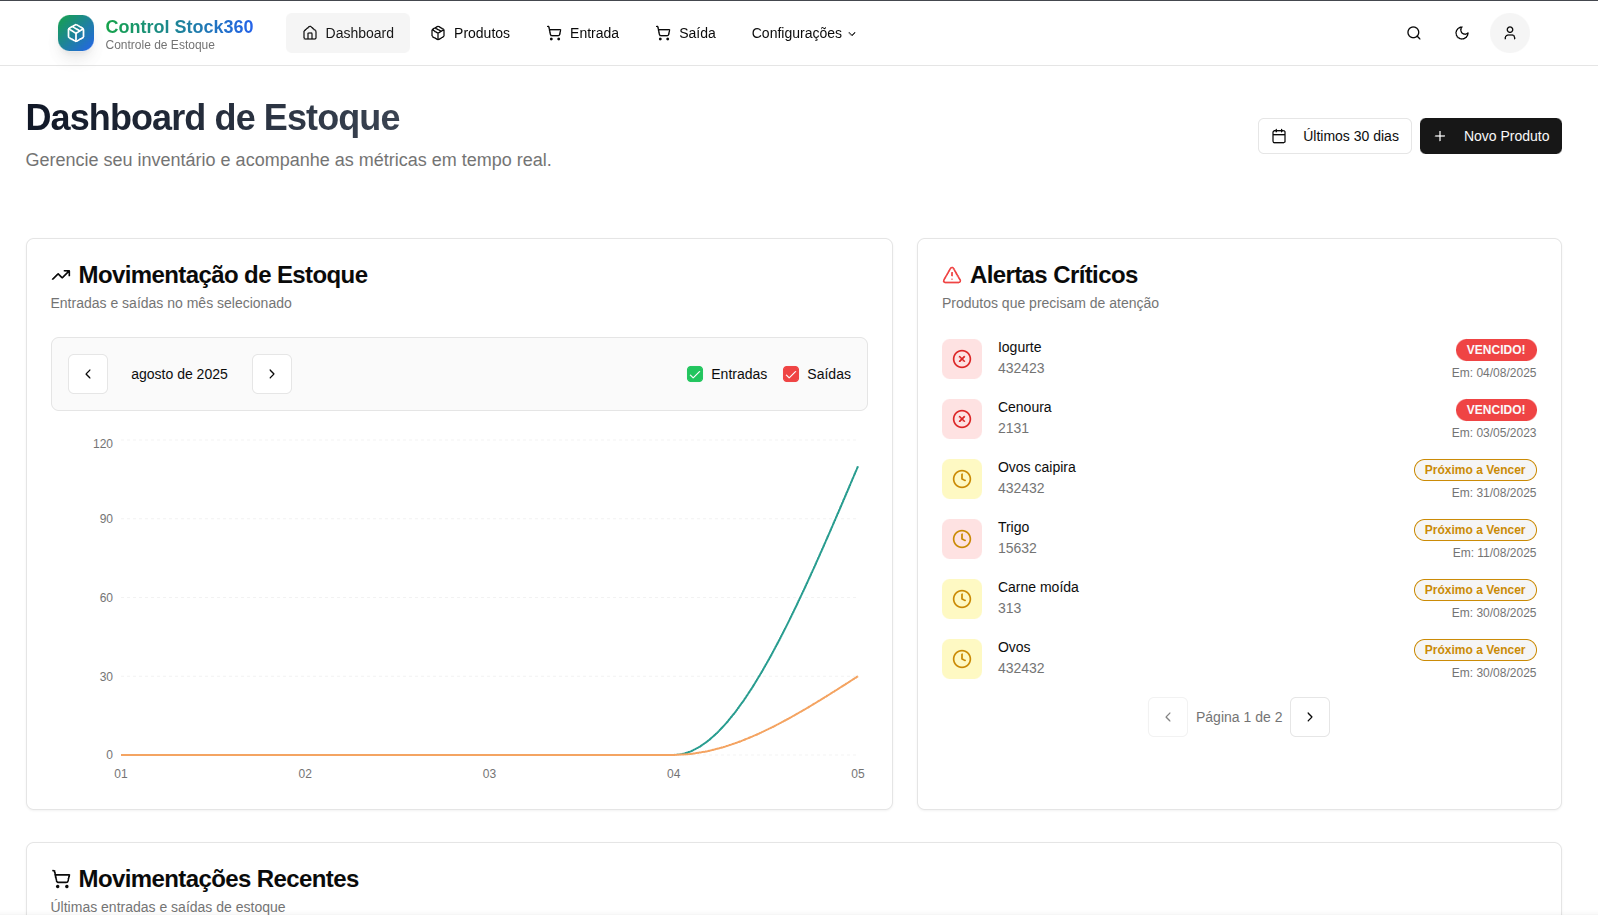 Control Stock360
Controle de Estoque
Dashboard
Produtos
Entrada
Saída
Configurações
Dashboard de Estoque
Gerencie seu inventário e acompanhe as métricas em tempo real.
Últimos 30 dias
Novo Produto
Movimentação de Estoque
Entradas e saídas no mês selecionado
agosto de 2025
Entradas
Saídas
120
90
60
30
0
01
02
03
04
05
Alertas Críticos
Produtos que precisam de atenção
Iogurte
432423
VENCIDO!
Em: 04/08/2025
Cenoura
2131
VENCIDO!
Em: 03/05/2023
Ovos caipira
432432
Próximo a Vencer
Em: 31/08/2025
Trigo
15632
Próximo a Vencer
Em: 11/08/2025
Carne moída
313
Próximo a Vencer
Em: 30/08/2025
Ovos
432432
Próximo a Vencer
Em: 30/08/2025
Página 1 de 2
Movimentações Recentes
Últimas entradas e saídas de estoque